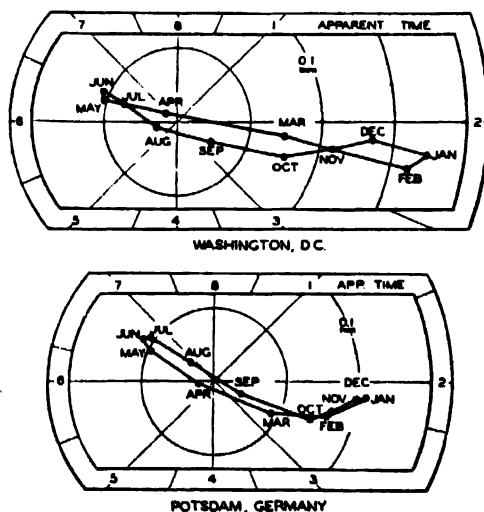 7 8 1 APPARENT TIME
0.1
JUN
MAY JUL APR
6 2
MAR
AUG DEC
SEP NOV JAN
OCT FEB
5 4
WASHINGTON, D.C.
7 8 1 APP. TIME
0.1
JUN JUL
MAY AUG
6 SEP DEC 2
APR OCT NOV JAN
MAR FEB
5 4 3
POTSDAM, GERMANY